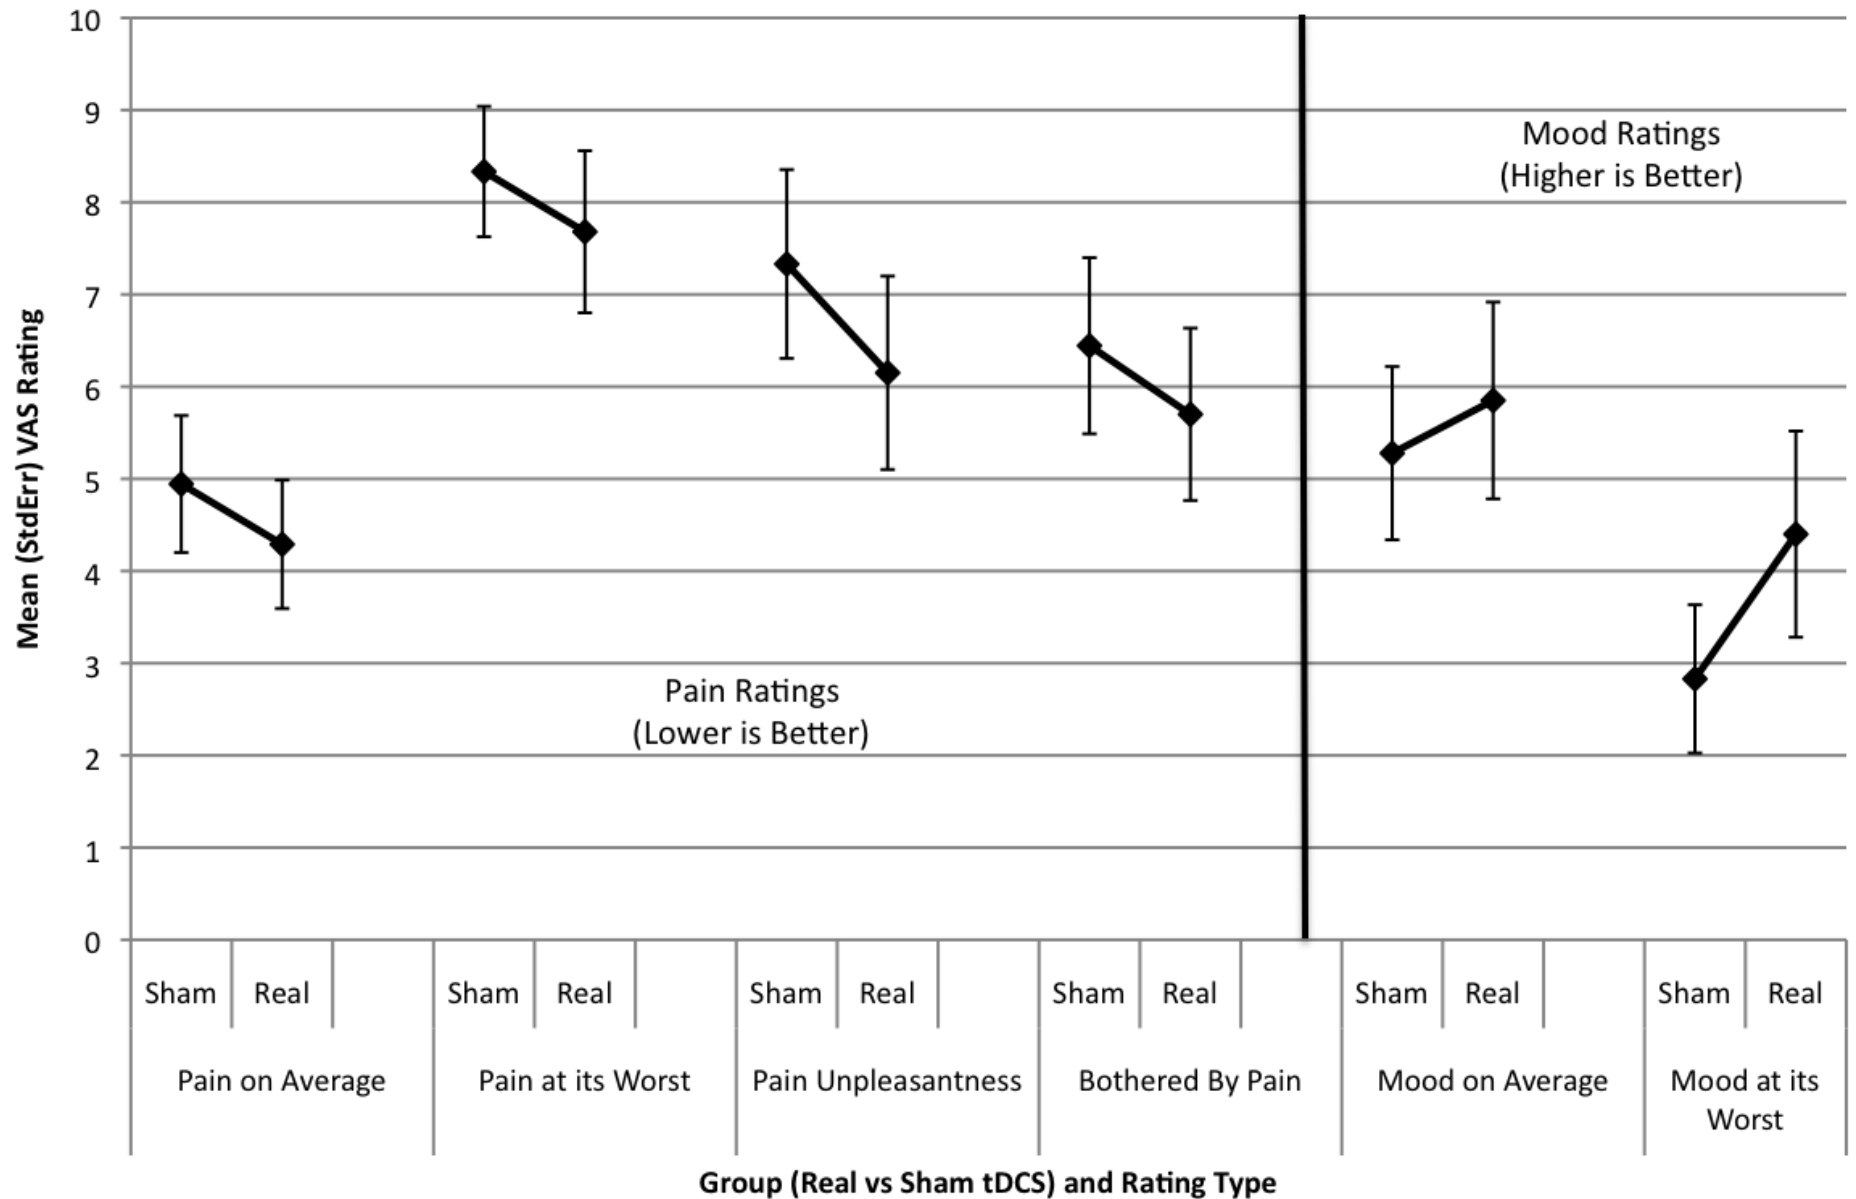 Mean (StdErr) VAS Rating
10
9
8
7
6
5
4
3
2
1
0
Mood Ratings
(Higher is Better)
Pain Ratings
(Lower is Better)
Sham Real Sham Real Sham Real Sham Real Sham Real Sham Real
Pain on Average Pain at its Worst Pain Unpleasantness Bothered By Pain Mood on Average Mood at its
Worst
Group (Real vs Sham tDCS) and Rating Type